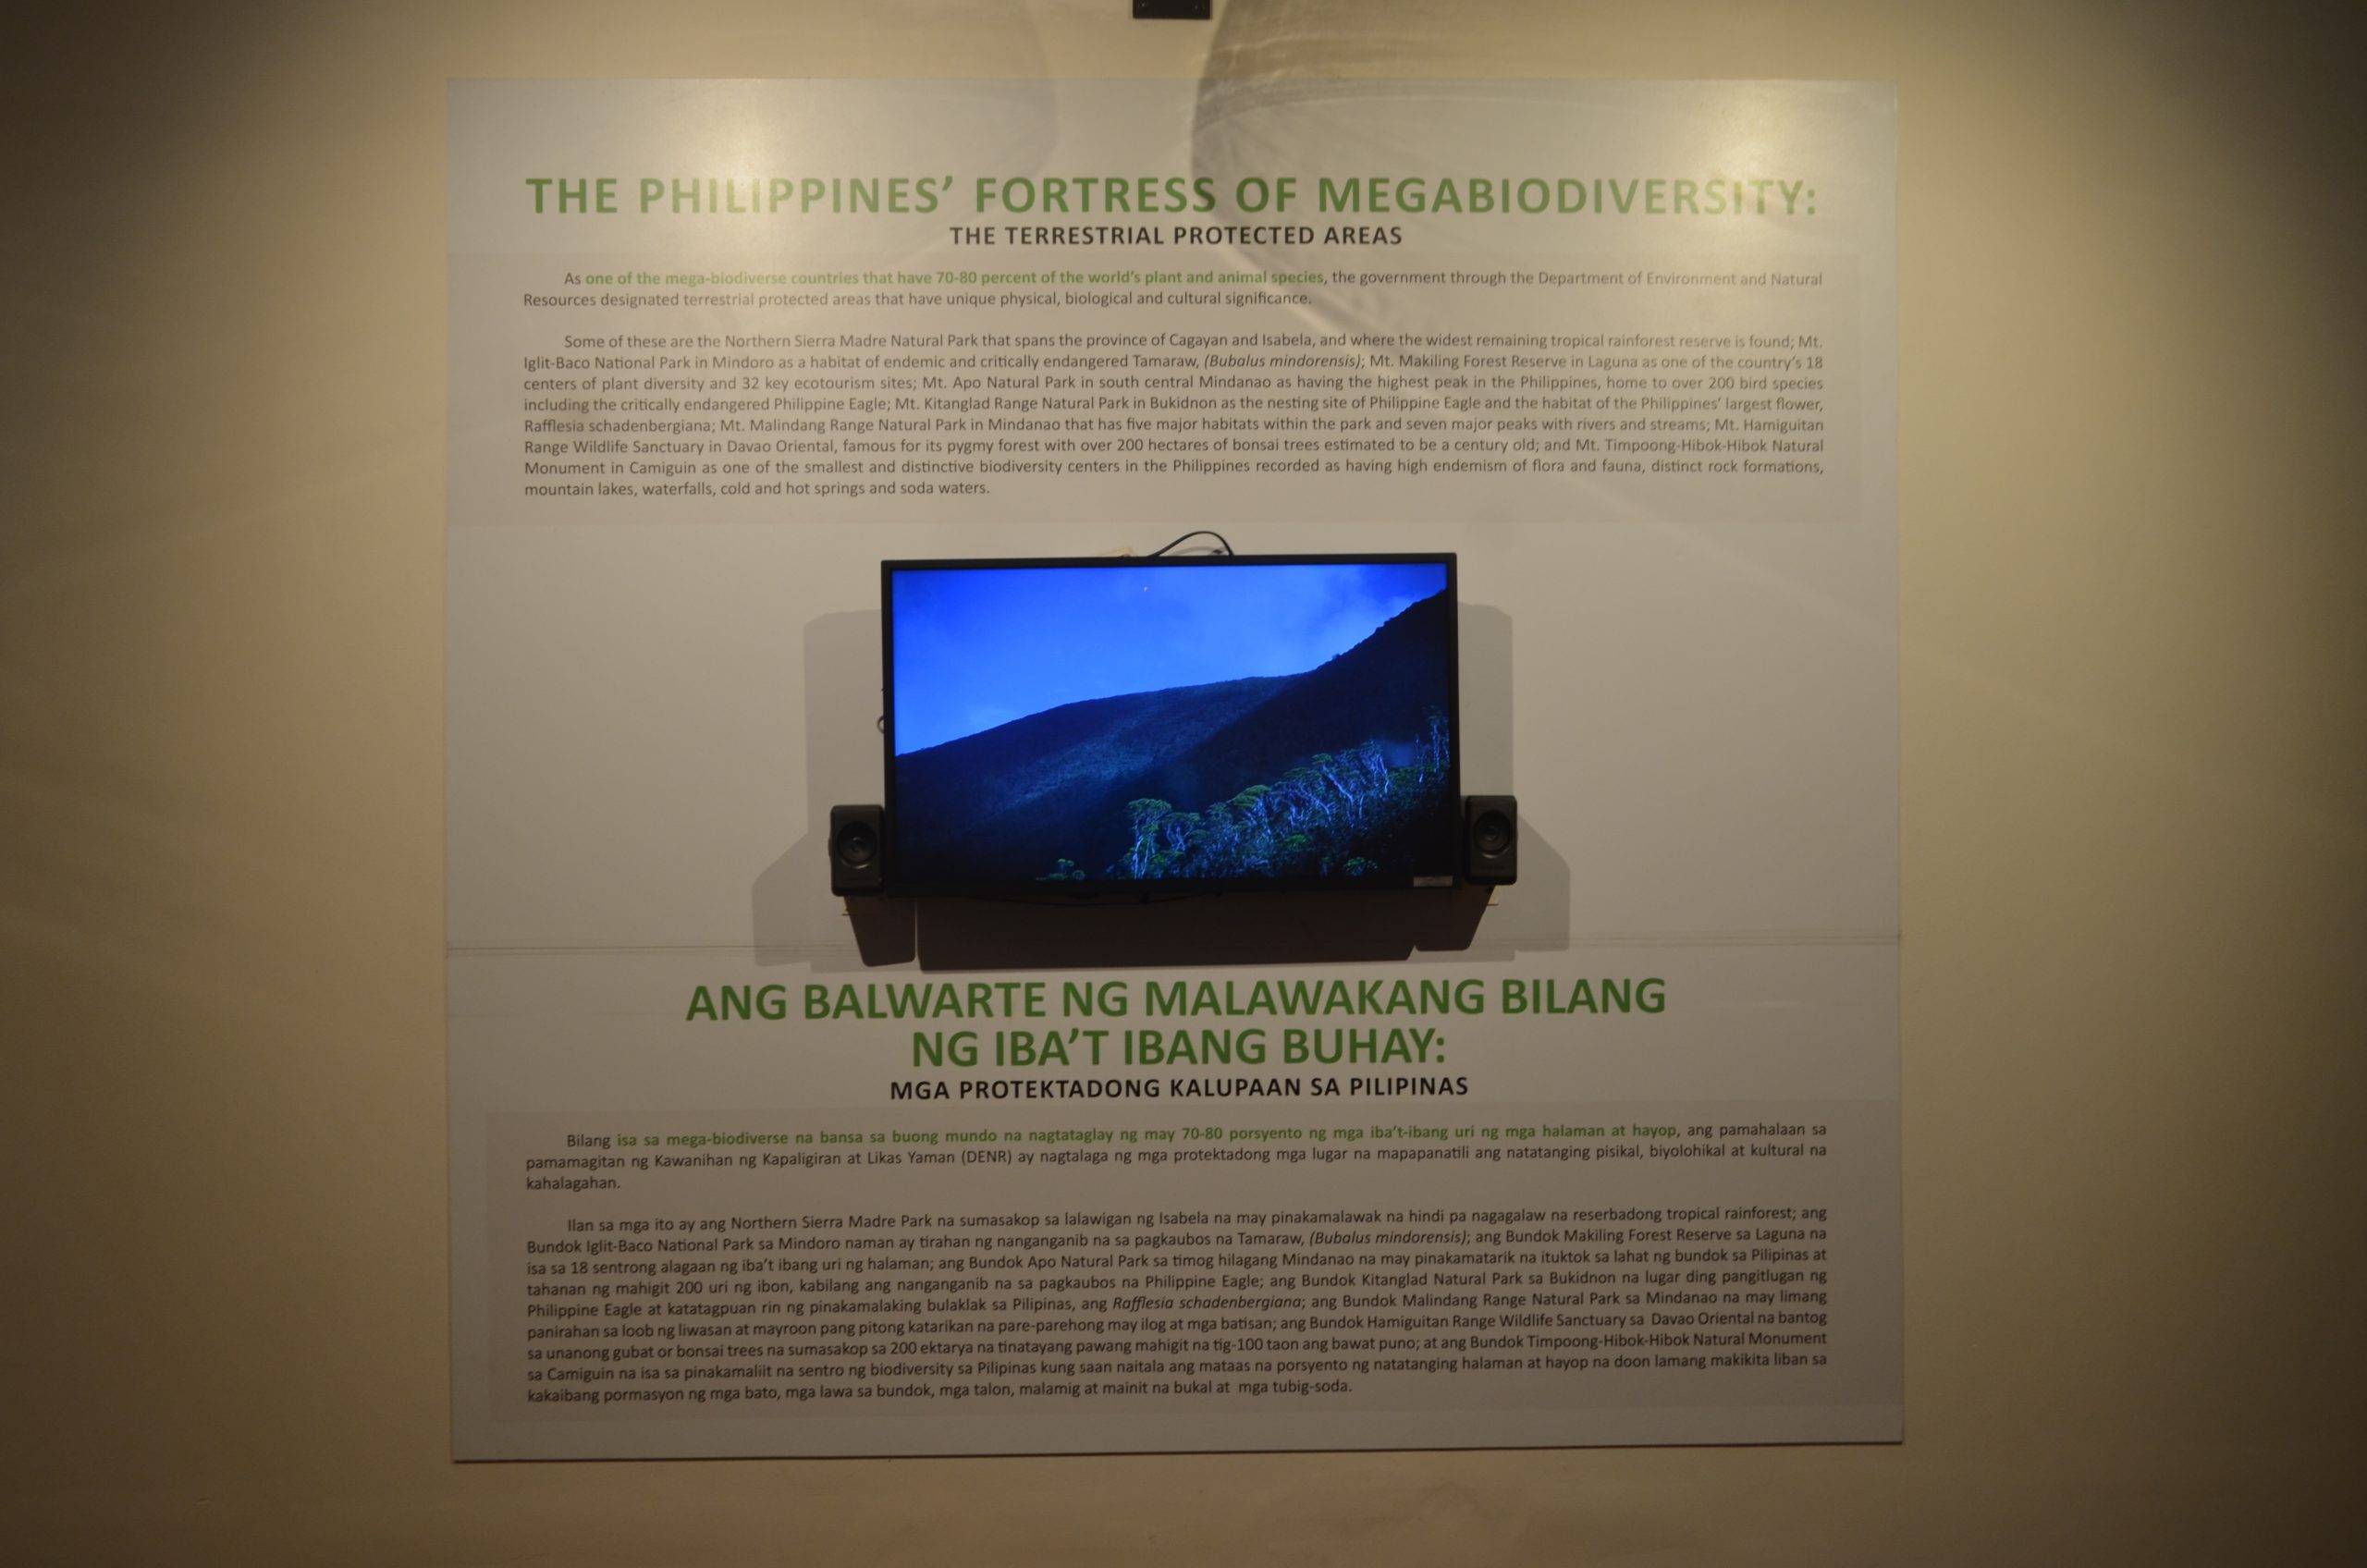 THE PHILIPPINES' FORTRESS OF MEGABIODIVERSITY:
THE TERRESTRIAL PROTECTED AREAS
As one of the mega-biodiverse countries that have 70-80 percent of the world's plant and animal species, the government through the Department of Environment and Natural
Resources designated terrestrial protected areas that have unique physical, biological and cultural significance.
Some of these are the Northern Sierra Madre Natural Park that spans the province of Cagayan and Isabela, and where the widest remaining tropical rainforest reserve is found; Mt.
Iglit-Baco National Park in Mindoro as a habitat of endemic and critically endangered Tamaraw, (Bubalus mindorensis); Mt. Makiling Forest Reserve in Laguna as one of the country's 18
centers of plant diversity and 32 key ecotourism sites; Mt. Apo Natural Park in south central Mindanao as having the highest peak in the Philippines, home to over 200 bird species
including the critically endangered Philippine Eagle; Mt. Kitanglad Range Natural Park in Bukidnon as the nesting site of Philippine Eagle and the habitat of the Philippines' largest flower,
Rafflesia schadenbergiana; Mt. Malindang Range Natural Park in Mindanao that has five major habitats within the park and seven major peaks with rivers and streams; Mt. Hamiguitan
Range Wildlife Sanctuary in Davao Oriental, famous for its pygmy forest with over 200 hectares of bonsai trees estimated to be a century old; and Mt. Timpoong-Hibok-Hibok Natural
Monument in Camiguin as one of the smallest and distinctive biodiversity centers in the Philippines recorded as having high endemism of flora and fauna, distinct rock formations,
mountain lakes, waterfalls, cold and hot springs and soda waters.
ANG BALWARTE NG MALAWAKANG BILANG
NG IBA'T IBANG BUHAY:
MGA PROTEKTADONG KALUPAAN SA PILIPINAS
Bilang isa sa mega-biodiverse na bansa sa buong mundo na nagtataglay ng may 70-80 porsyento ng mga iba't-ibang uri ng mga halaman at hayop, ang pamahalaan sa
pamamagitan ng Kawanihan ng Kapaligiran at Likas Yaman (DENR) ay nagtalaga ng mga protektadong mga lugar na mapapanatili ang natatanging pisikal, biyolohikal at kultural na
kahalagahan.
Ilan sa mga ito ay ang Northern Sierra Madre Park na sumasakop sa lalawigan ng Isabela na may pinakamalawak na hindi pa nagagalaw na reserbadong tropical rainforest; ang
Bundok Iglit-Baco National Park sa Mindoro naman ay tirahan ng nanganganib na sa pagkaubos na Tamaraw, (Bubalus mindorensis); ang Bundok Makiling Forest Reserve sa Laguna na
isa sa 18 sentrong alagaan ng iba't ibang uri ng halaman; ang Bundok Apo Natural Park sa timog hilagang Mindanao na may pinakamatarik na ituktok sa lahat ng bundok sa Pilipinas at
tahanan ng mahigit 200 uri ng ibon, kabilang ang nanganganib na sa pagkaubos na Philippine Eagle; ang Bundok Kitanglad Natural Park sa Bukidnon na lugar ding pangitlugan ng
Philippine Eagle at katatagpuan rin ng pinakamalaking bulaklak sa Pilipinas, ang Rafflesia schadenbergiana; ang Bundok Malindang Range Natural Park sa Mindanao na may limang
panirahan sa loob ng liwasan at mayroon pang pitong katarikan na pare-parehong may ilog at mga batisan; ang Bundok Hamiguitan Range Wildlife Sanctuary sa Davao Oriental na bantog
sa unanong gubat or bonsai trees na sumasakop sa 200 ektarya na tinatayang pawang mahigit na tig-100 taon ang bawat puno; at ang Bundok Timpoong-Hibok-Hibok Natural Monument
sa Camiguin na isa sa pinakamaliit na sentro ng biodiversity sa Pilipinas kung saan naitala ang mataas na porsyento ng natatanging halaman at hayop na doon lamang makikita liban sa
kakaibang pormasyon ng mga bato, mga lawa sa bundok, mga talon, malamig at mainit na bukal at mga tubig-soda.